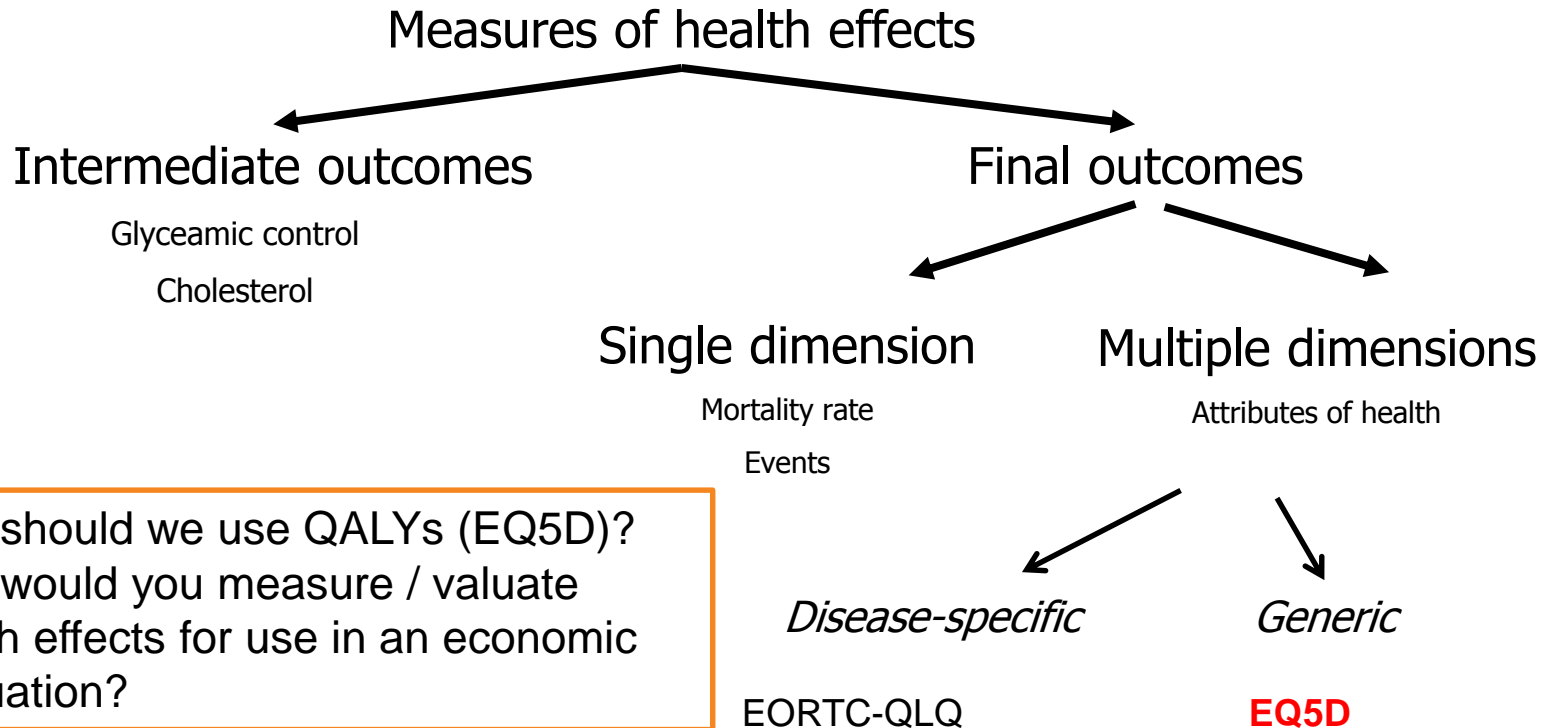 Measures of health effects
Intermediate outcomes
Final outcomes
Glyceamic control
Cholesterol
Single dimension
Multiple dimensions
Mortality rate
Attributes of health
Events
should we use QALYs (EQ5D)?
would you measure / valuate
effects for use in an economic
Disease-specific
Generic
EORTC-QLQ
EQ5D